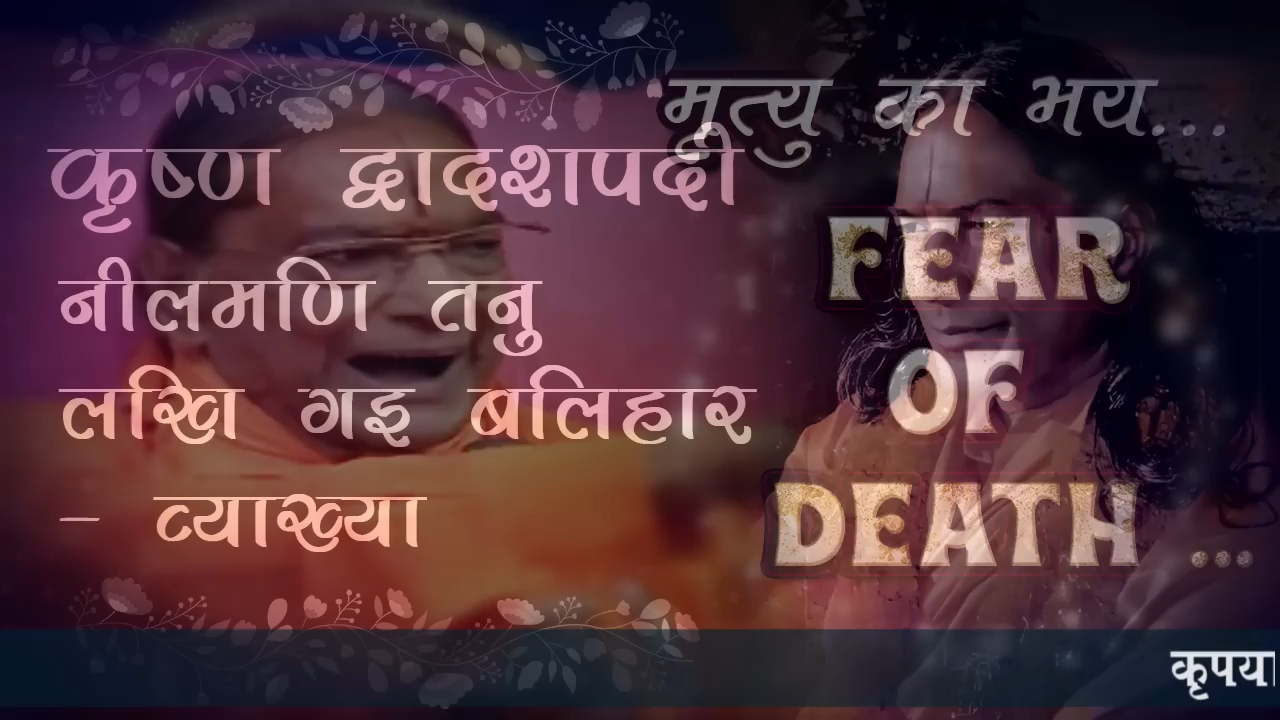 कृष्ण द्वादशपदी
नीलमणि तनु
लखि गइ बलिहार
– व्याख्या
मृत्यु का भय...
FEAR
OF
DEATH ...
कृपया